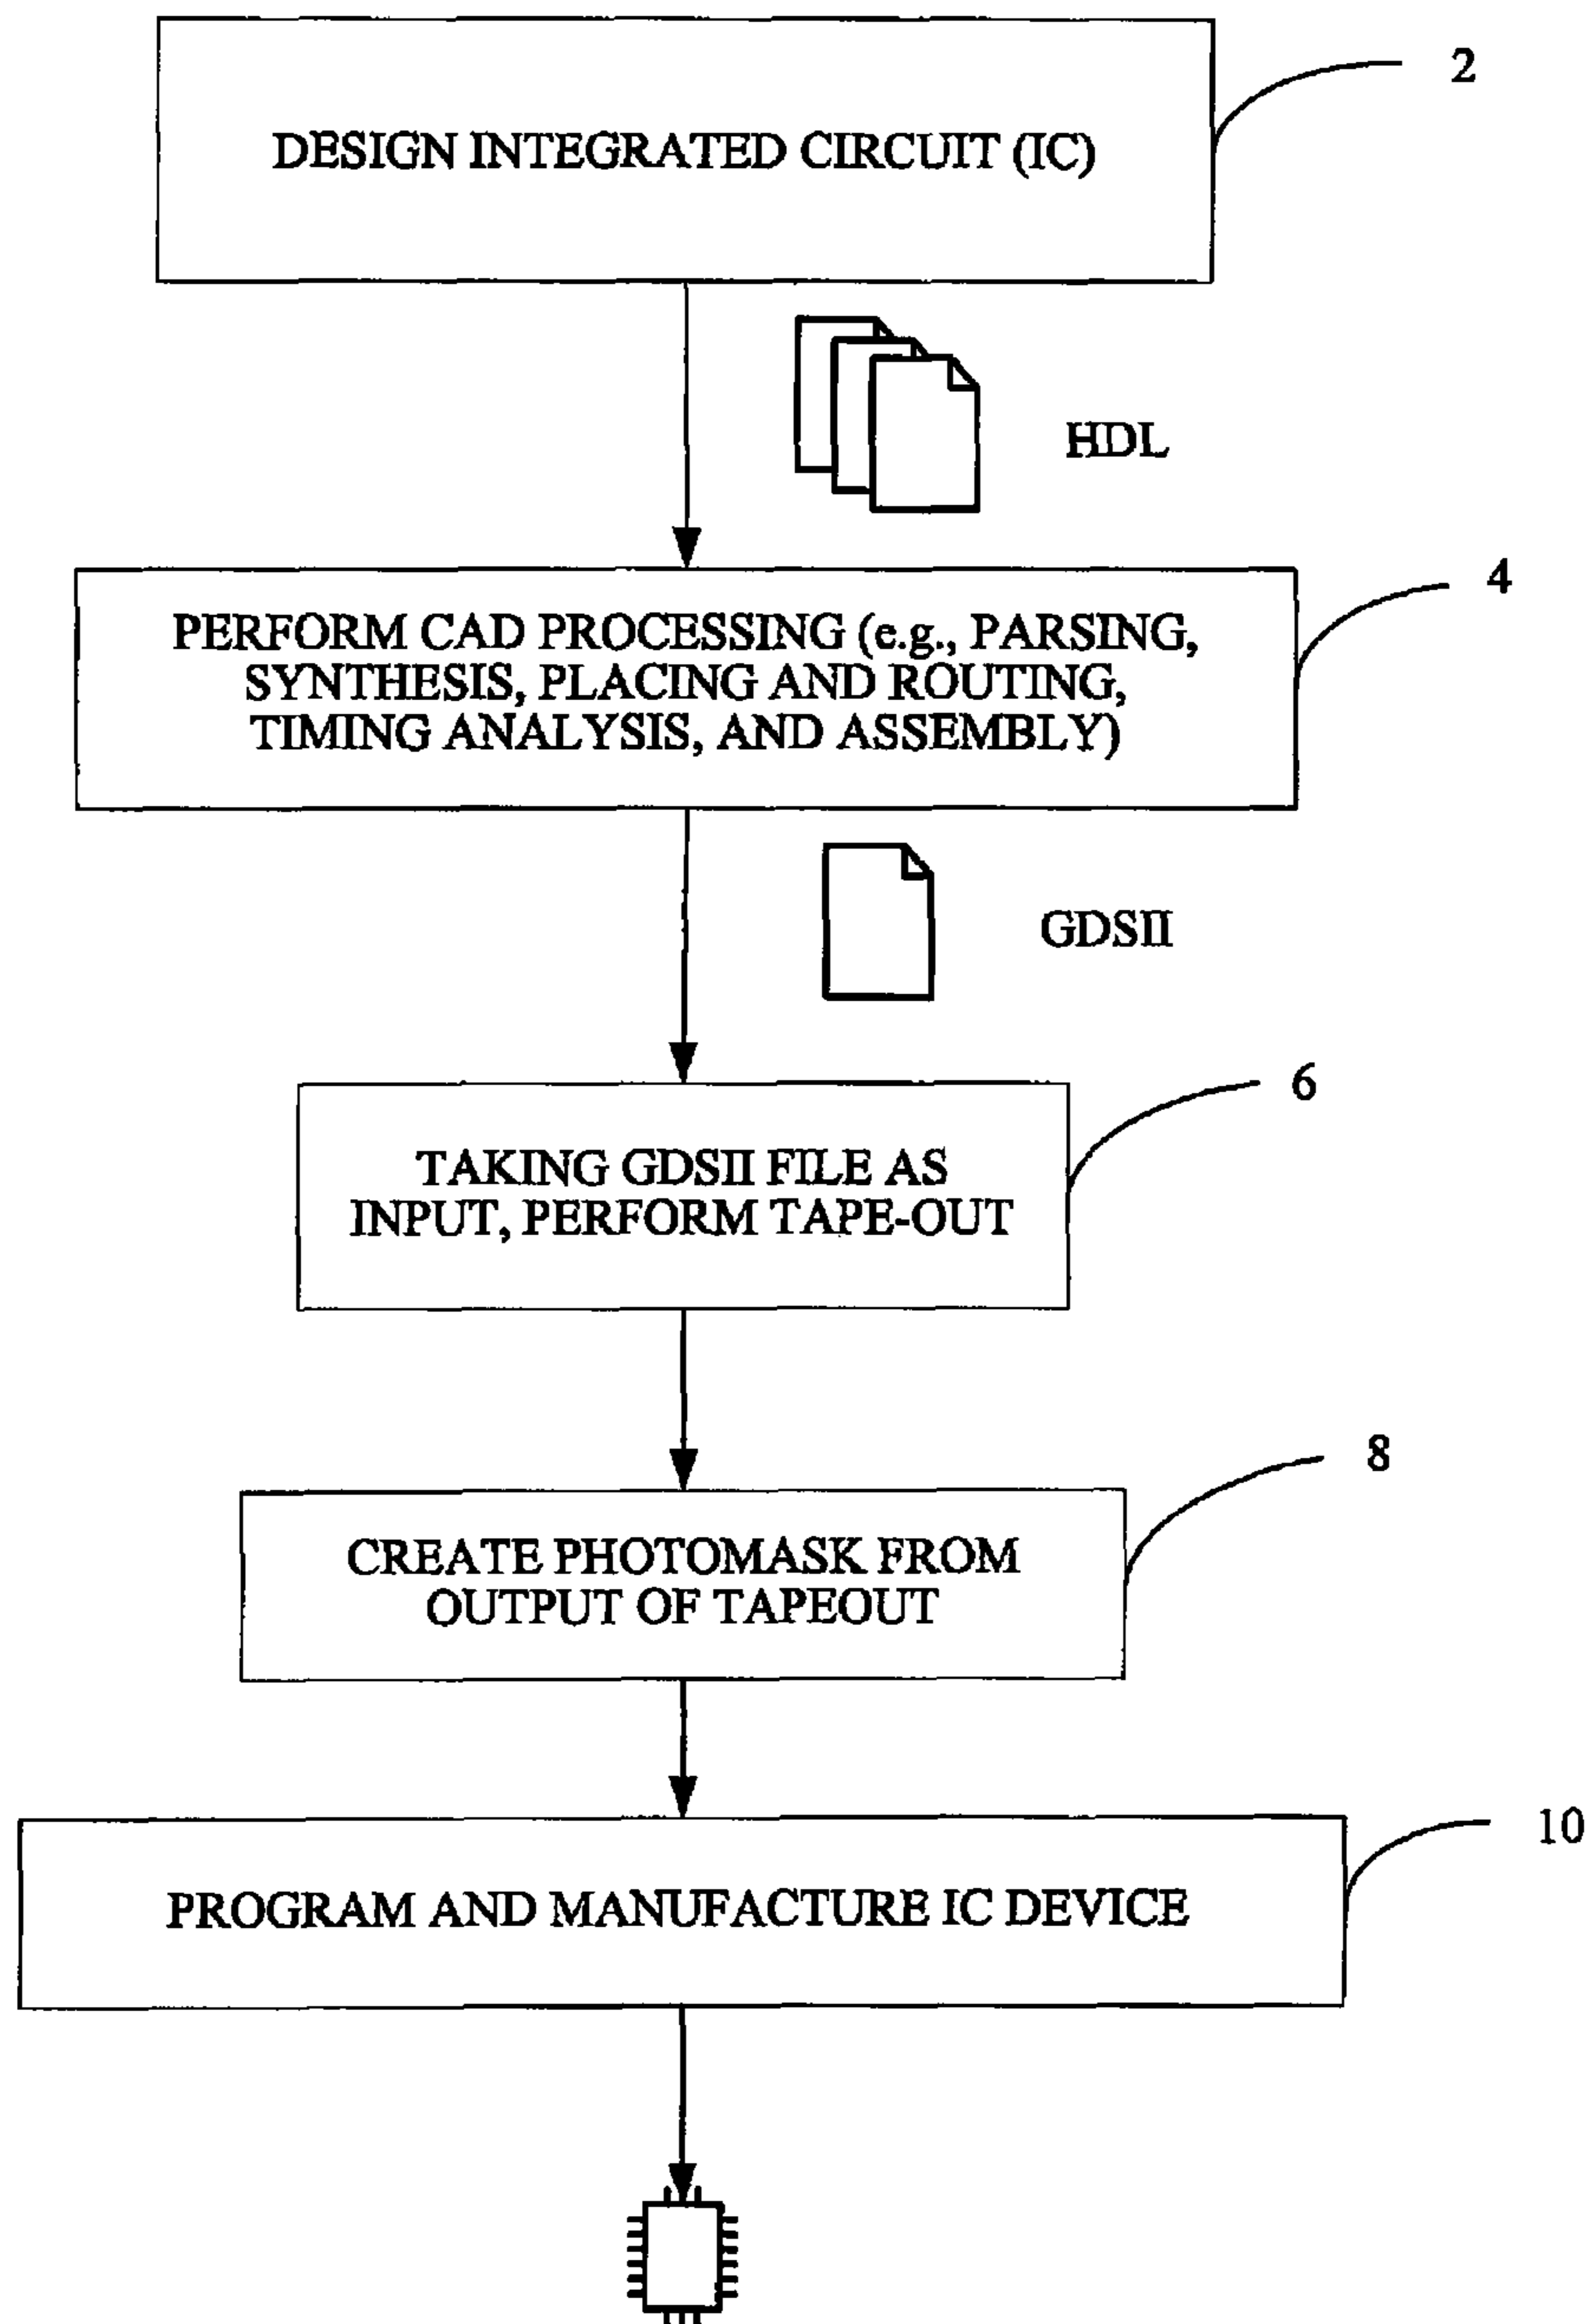 2
DESIGN INTEGRATED CIRCUIT (IC)
HDL
4
PERFORM CAD PROCESSING (e.g., PARSING,
SYNTHESIS, PLACING AND ROUTING,
TIMING ANALYSIS, AND ASSEMBLY)
GDSII
6
TAKING GDSII FILE AS
INPUT, PERFORM TAPE-OUT
8
CREATE PHOTOMASK FROM
OUTPUT OF TAPEOUT
10
PROGRAM AND MANUFACTURE IC DEVICE